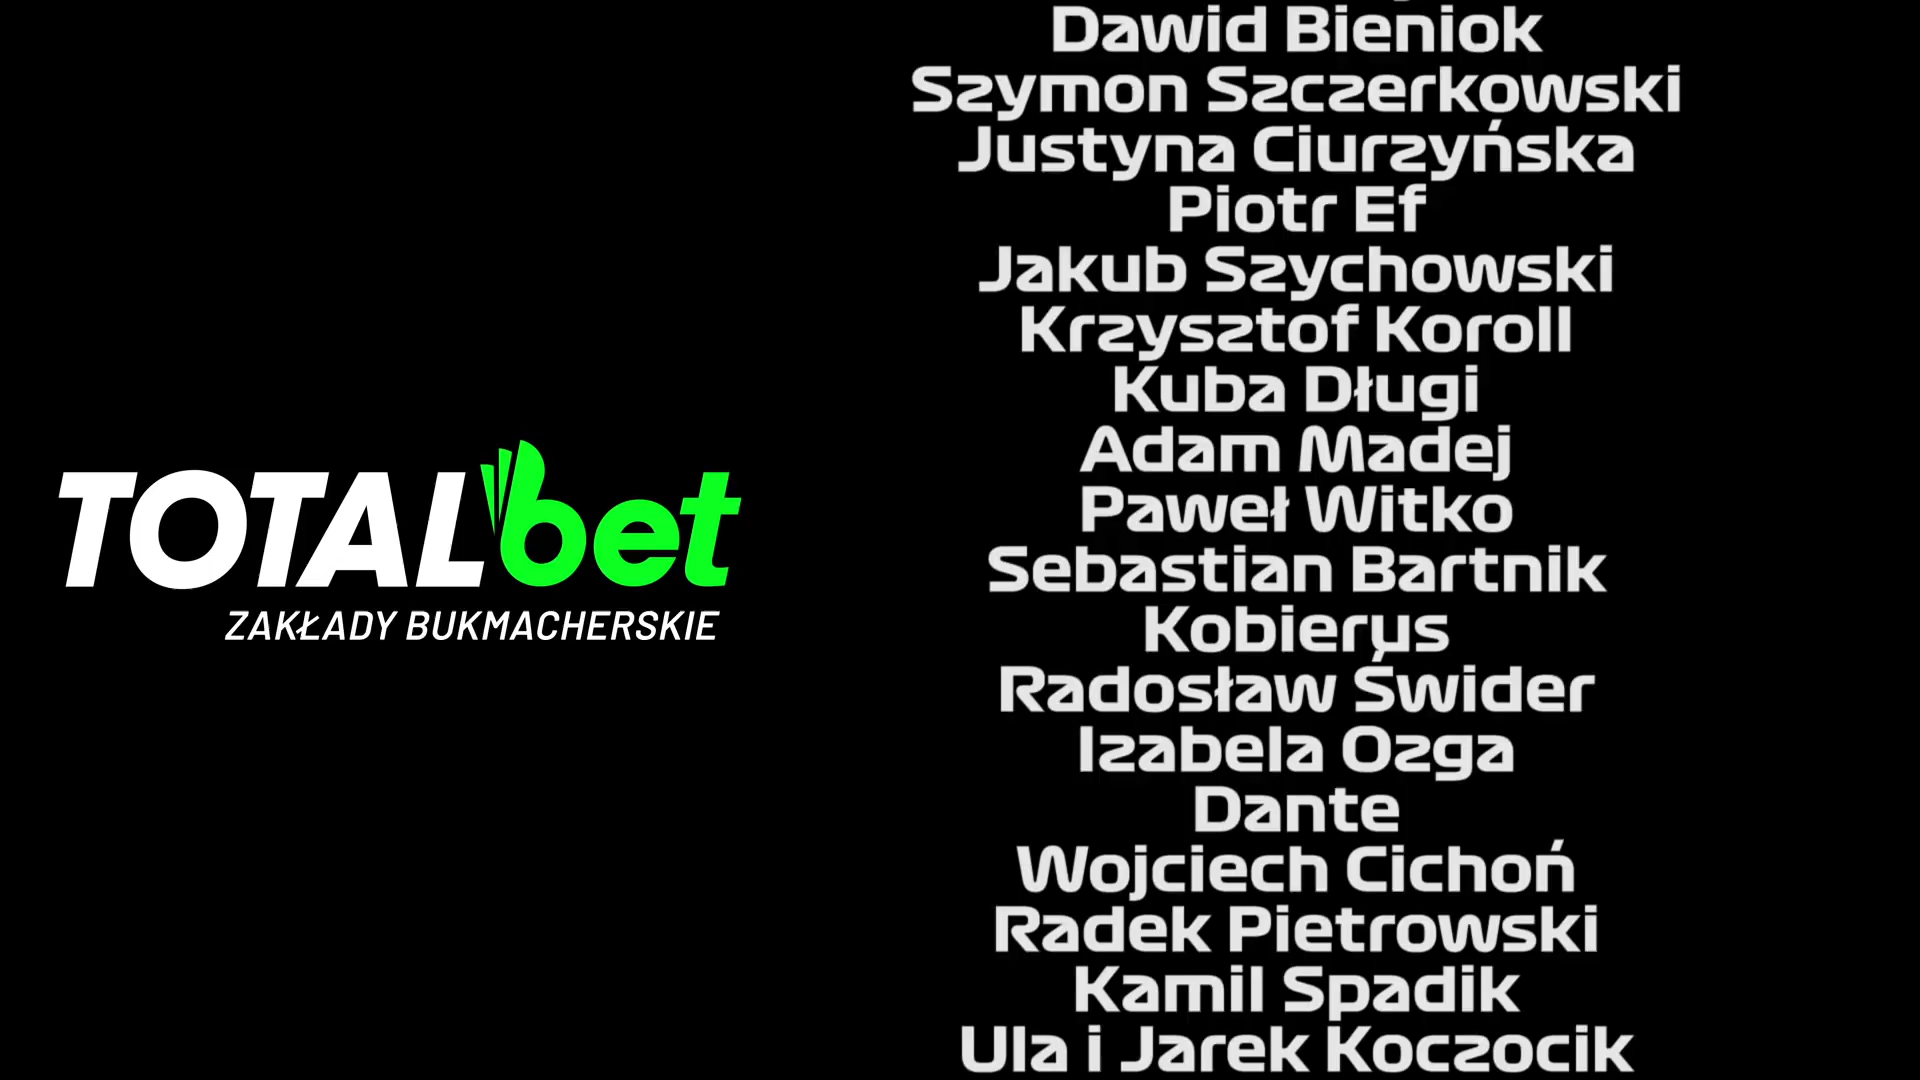 TOTALbet
ZAKŁADY BUKMACHERSKIE
Dawid Bieniok
Szymon Szczerkowski
Justyna Ciurzyńska
Piotr Ef
Jakub Szychowski
Krzysztof Koroll
Kuba Długi
Adam Madej
Paweł Witko
Sebastian Bartnik
Kobierus
Radosław Świder
Izabela Ozga
Dante
Wojciech Cichoń
Radek Pietrowski
Kamil Spadik
Ula i Jarek Koczocik